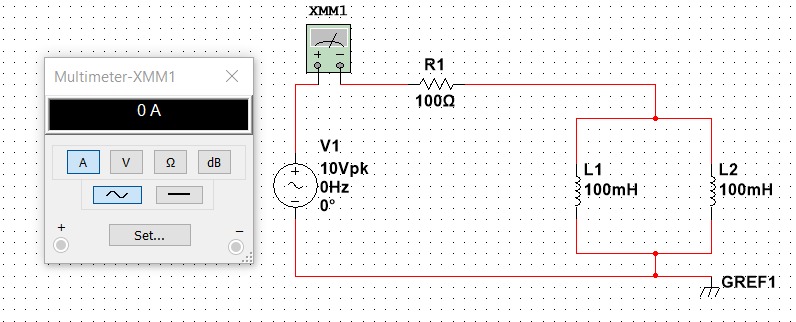 XMM1
Multimeter-XMM1
0 A
A V Ω dB
+ −
Set...
+ −
R1
100Ω
V1
10Vpk
0Hz
0°
+
−
L1
100mH
L2
100mH
GREF1